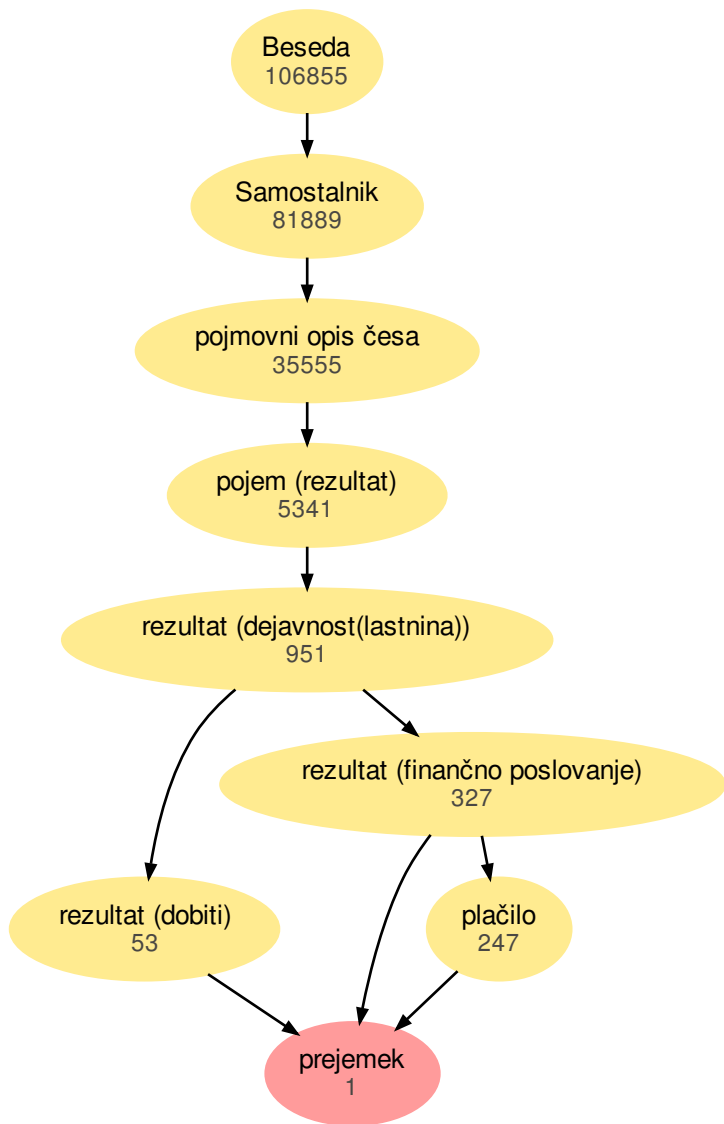 Beseda
106855
Samostalnik
81889
pojmovni opis česa
35555
pojem (rezultat)
5341
rezultat (dejavnost(lastnina))
951
rezultat (finančno poslovanje)
327
rezultat (dobiti)
53
plačilo
247
prejemek
1